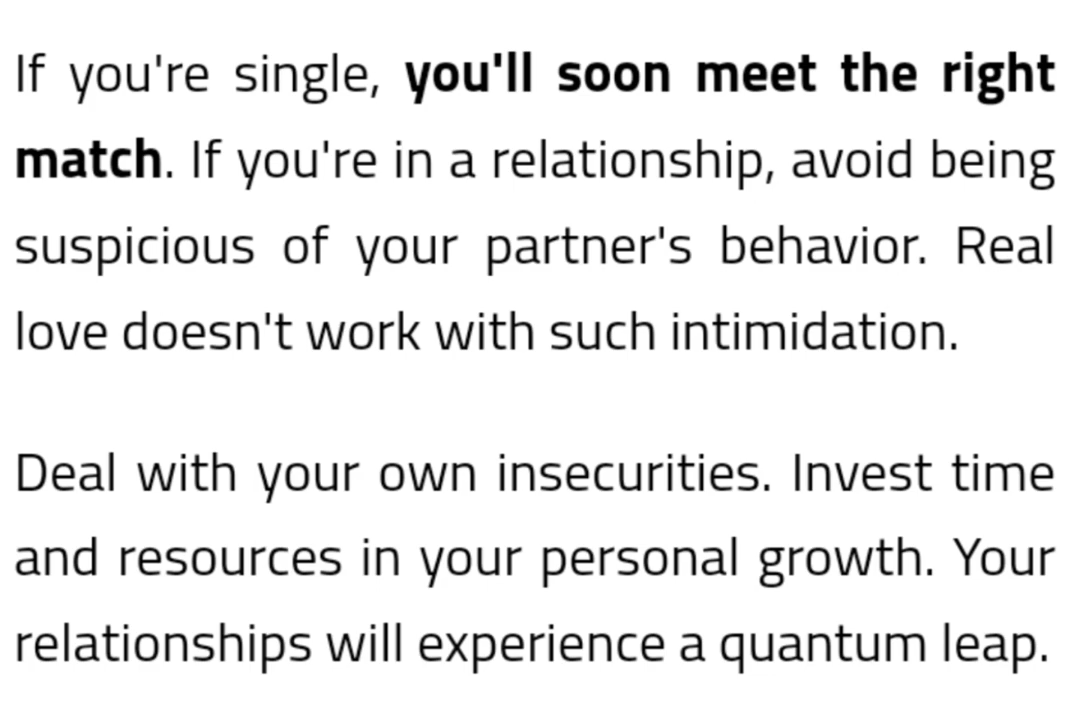 If you're single, you'll soon meet the right
match. If you're in a relationship, avoid being
suspicious of your partner's behavior. Real
love doesn't work with such intimidation.
Deal with your own insecurities. Invest time
and resources in your personal growth. Your
relationships will experience a quantum leap.